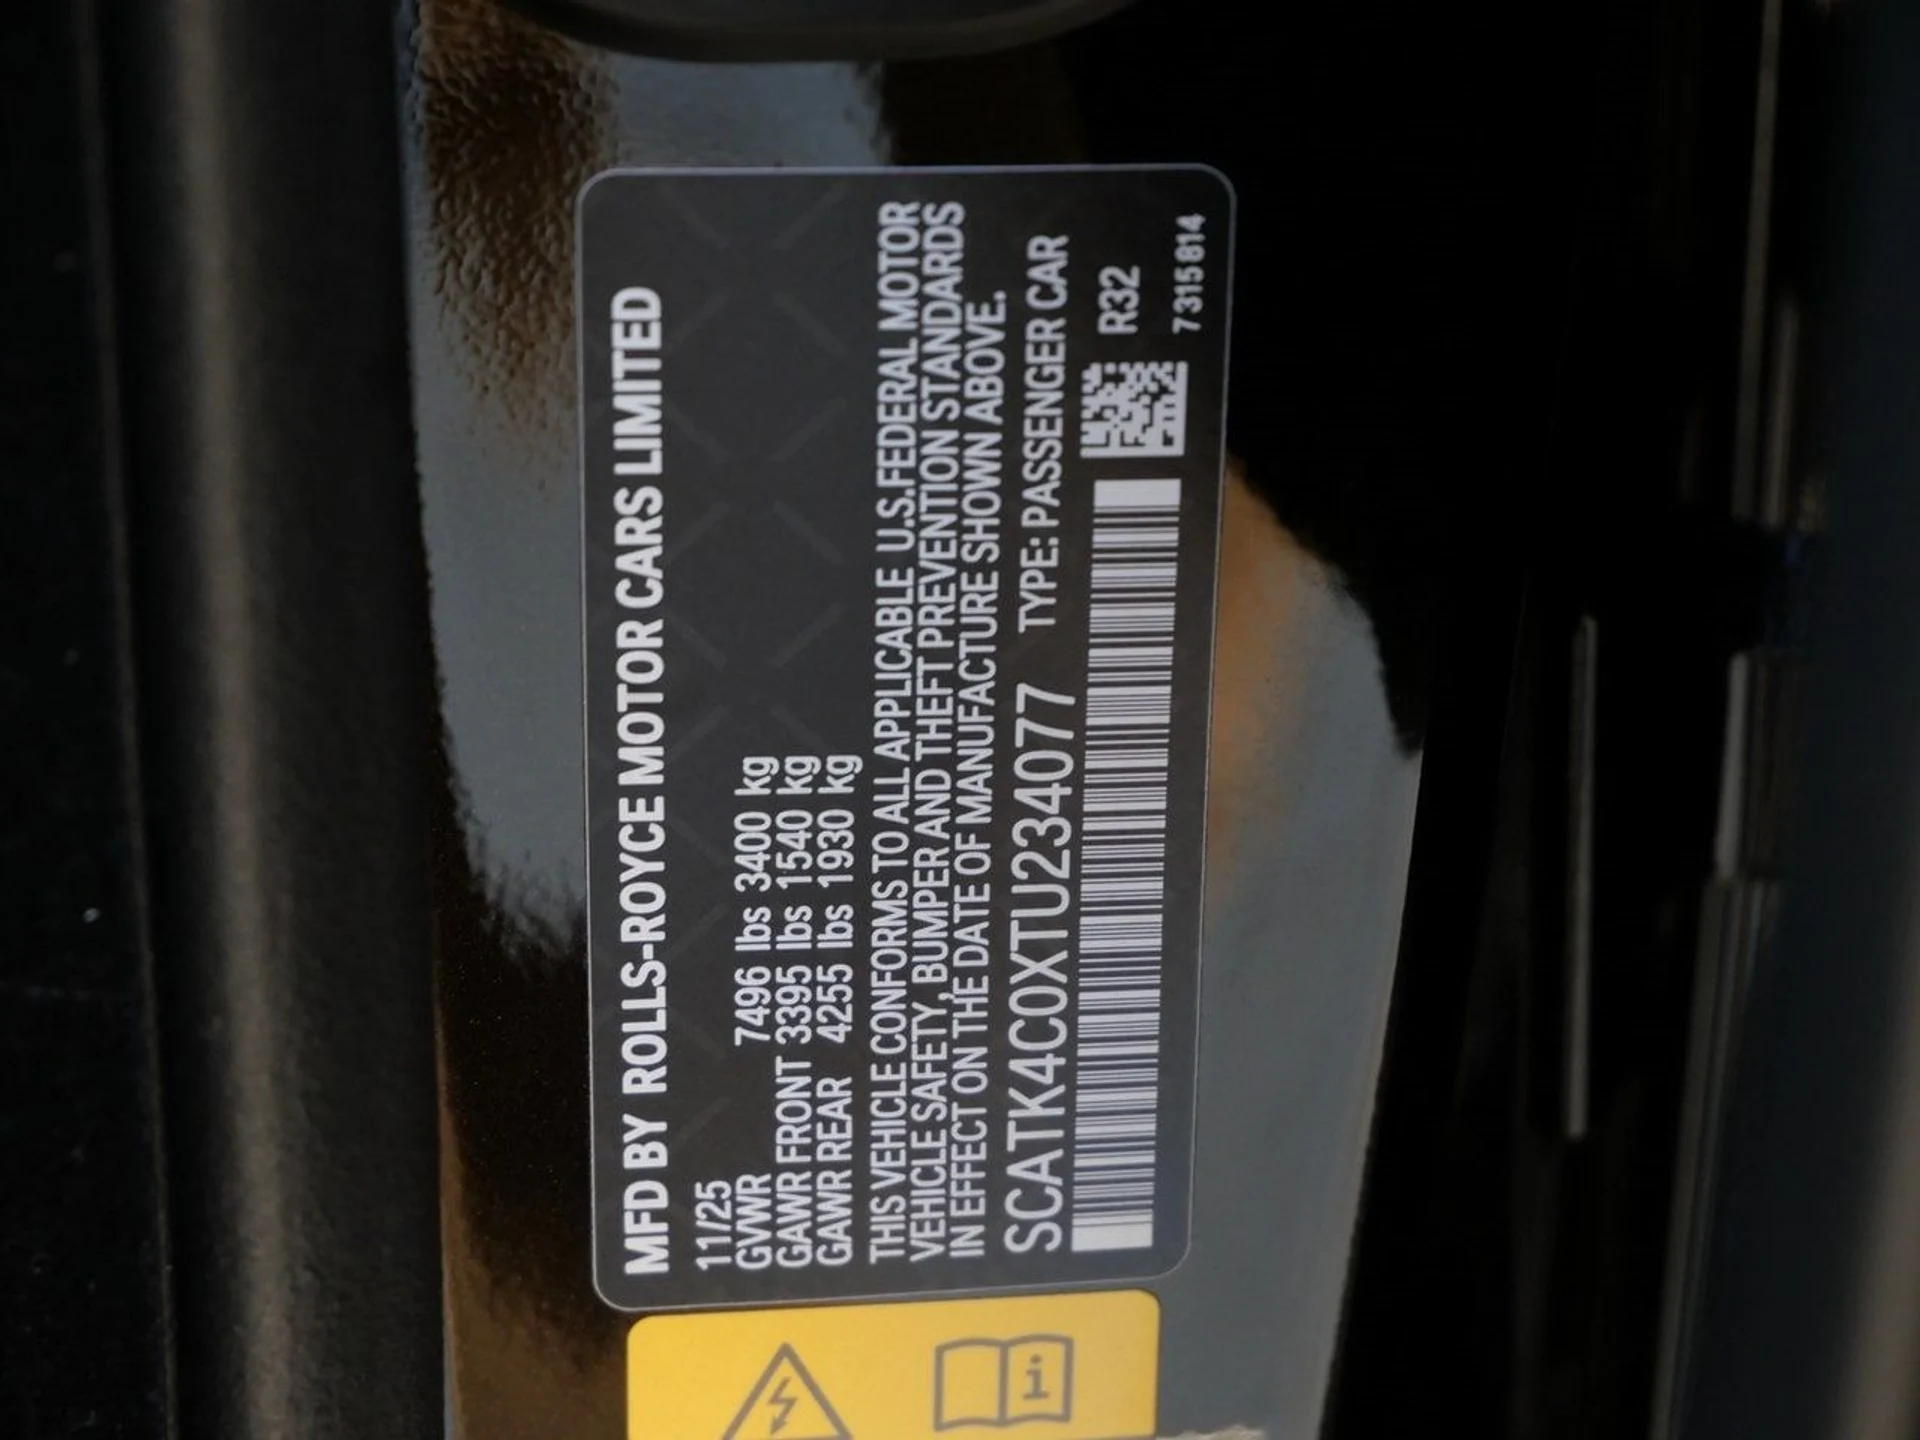 MFD BY ROLLS-ROYCE MOTOR CARS LIMITED
11/25
GVWR 7496 lbs 3400 kg
GAWR FRONT 3395 lbs 1540 kg
GAWR REAR 4255 lbs 1930 kg
THIS VEHICLE CONFORMS TO ALL APPLICABLE U.S.FEDERAL MOTOR
VEHICLE SAFETY, BUMPER AND THEFT PREVENTION STANDARDS
IN EFFECT ON THE DATE OF MANUFACTURE SHOWN ABOVE.
SCATK4C0XTU234077 TYPE: PASSENGER CAR
R32
7315814
i